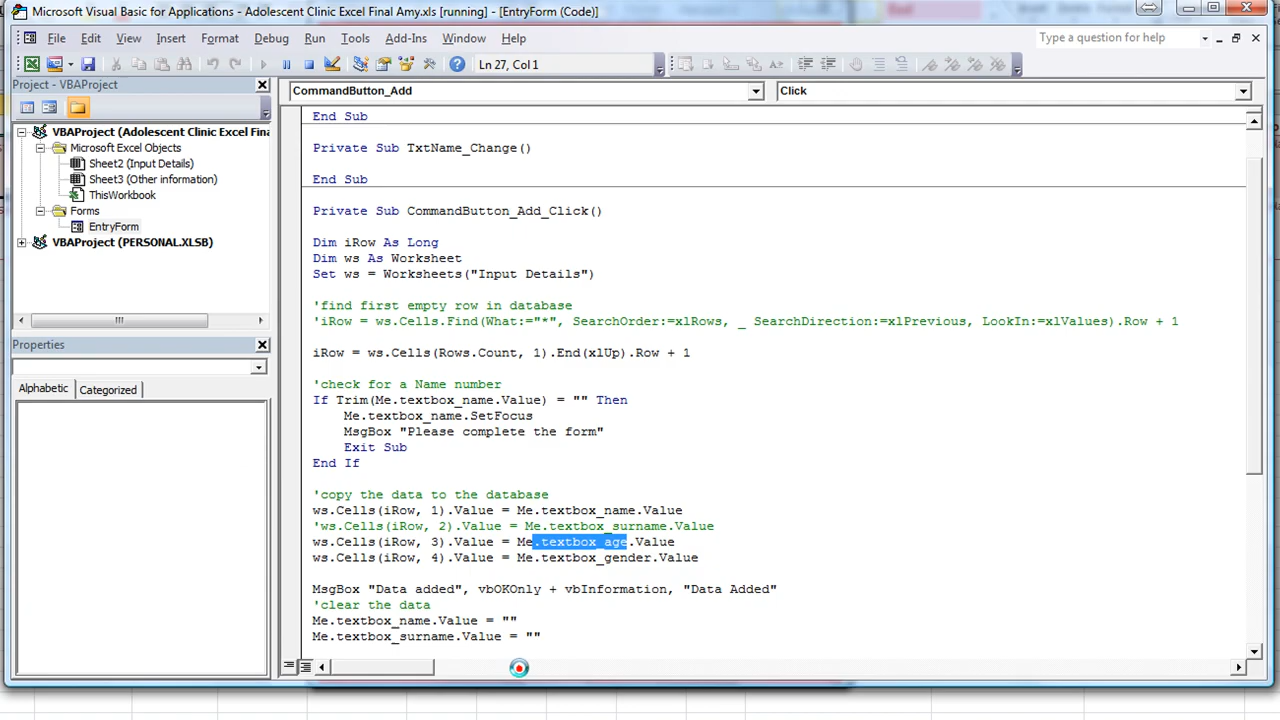 Microsoft Visual Basic for Applications - Adolescent Clinic Excel Final Amy.xls [running] - [EntryForm (Code)]
File Edit View Insert Format Debug Run Tools Add-Ins Window Help Type a question for help
Ln 27, Col 1
Project - VBAProject
CommandButton_Add Click
VBAProject (Adolescent Clinic Excel Fina
Microsoft Excel Objects
Sheet2 (Input Details)
Sheet3 (Other information)
ThisWorkbook
Forms
EntryForm
VBAProject (PERSONAL.XLSB)
Properties
Alphabetic Categorized
End Sub
Private Sub TxtName_Change()
End Sub
Private Sub CommandButton_Add_Click()
Dim iRow As Long
Dim ws As Worksheet
Set ws = Worksheets("Input Details")
'find first empty row in database
'iRow = ws.Cells.Find(What:="*", SearchOrder:=xlRows, _ SearchDirection:=xlPrevious, LookIn:=xlValues).Row + 1
iRow = ws.Cells(Rows.Count, 1).End(xlUp).Row + 1
'check for a Name number
If Trim(Me.textbox_name.Value) = "" Then
Me.textbox_name.SetFocus
MsgBox "Please complete the form"
Exit Sub
End If
'copy the data to the database
ws.Cells(iRow, 1).Value = Me.textbox_name.Value
'ws.Cells(iRow, 2).Value = Me.textbox_surname.Value
ws.Cells(iRow, 3).Value = Me.textbox_age.Value
ws.Cells(iRow, 4).Value = Me.textbox_gender.Value
MsgBox "Data added", vbOKOnly + vbInformation, "Data Added"
'clear the data
Me.textbox_name.Value = ""
Me.textbox_surname.Value = ""